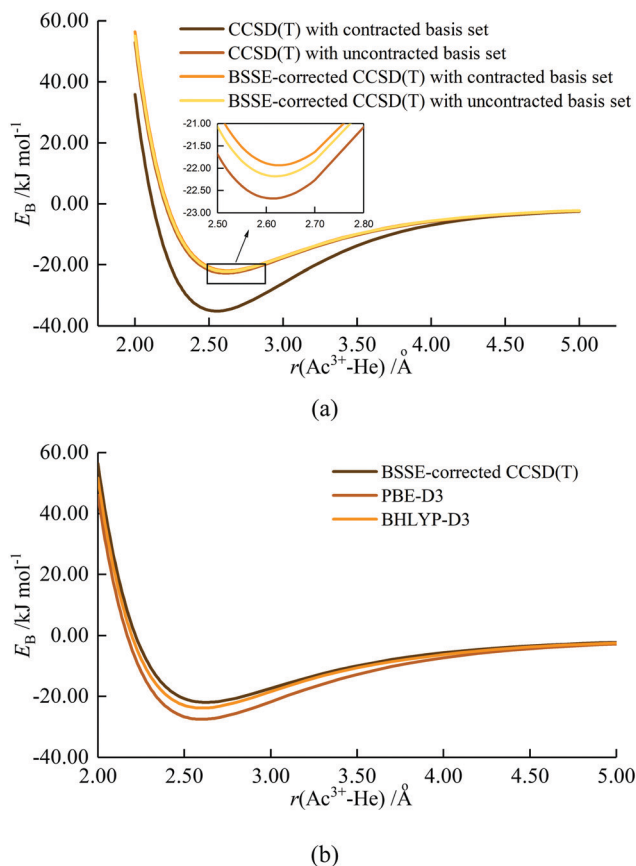 CCSD(T) with contracted basis set
CCSD(T) with uncontracted basis set
BSSE-corrected CCSD(T) with contracted basis set
BSSE-corrected CCSD(T) with uncontracted basis set
60.00
40.00
20.00
0.00
-20.00
-40.00
E_B /kJ mol⁻¹
-21.00
-21.50
-22.00
-22.50
-23.00
2.50 2.60 2.70 2.80
2.00 2.50 3.00 3.50 4.00 4.50 5.00
r(Ac³⁺-He) /Å
(a)
BSSE-corrected CCSD(T)
PBE-D3
BHLYP-D3
60.00
40.00
20.00
0.00
-20.00
-40.00
E_B /kJ mol⁻¹
2.00 2.50 3.00 3.50 4.00 4.50 5.00
r(Ac³⁺-He) /Å
(b)